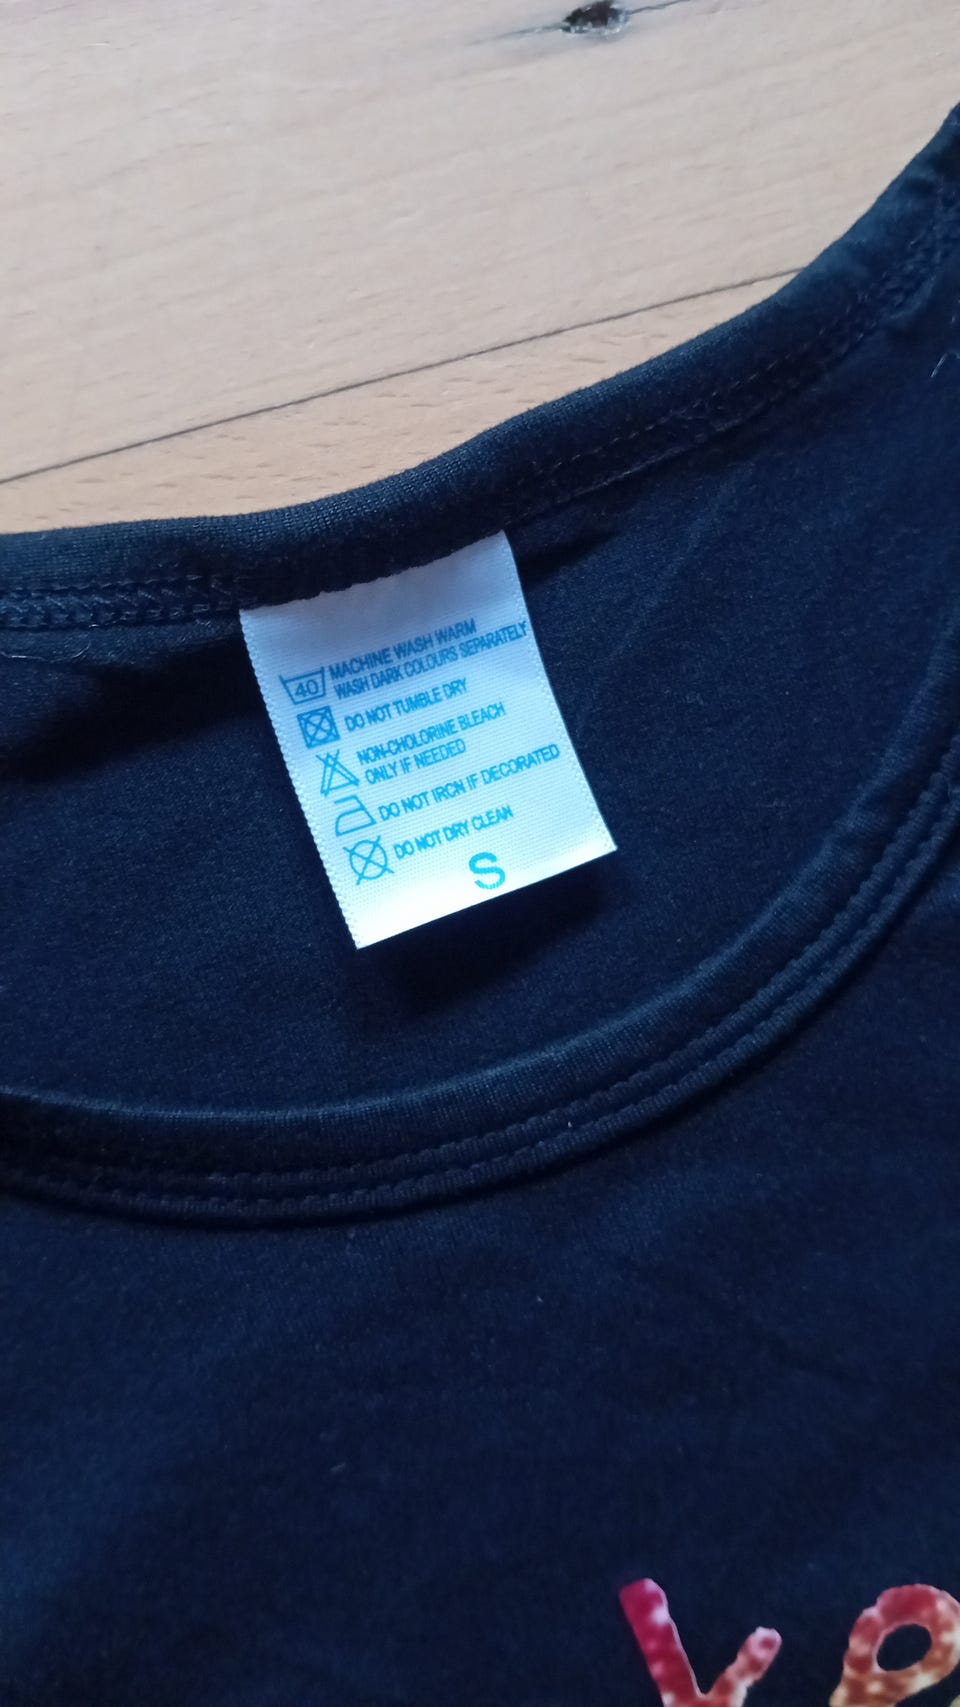 40 MACHINE WASH WARM
WASH DARK COLOURS SEPARATELY
DO NOT TUMBLE DRY
NON-CHOLORINE BLEACH
ONLY IF NEEDED
DO NOT IRON IF DECORATED
DO NOT DRY CLEAN
S